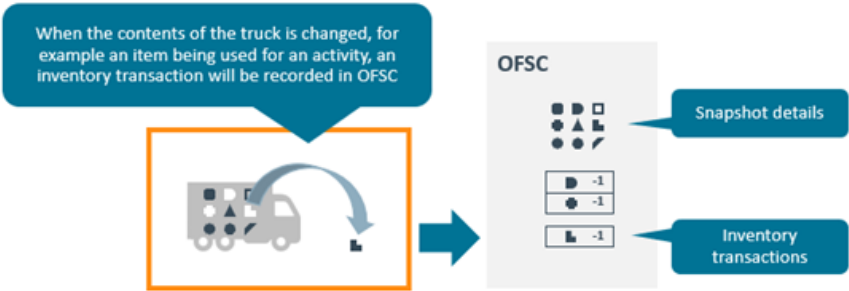 When the contents of the truck is changed, for
example an item being used for an activity, an
inventory transaction will be recorded in OFSC
OFSC
Snapshot details
-1
-1
-1
Inventory
transactions